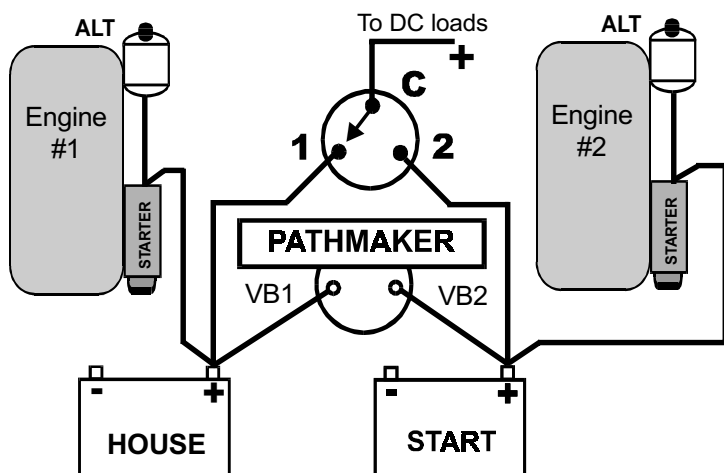 ALT
To DC loads
+
ALT
C
Engine
#1
1
2
Engine
#2
STARTER
STARTER
PATHMAKER
VB1
VB2
- +
HOUSE
- +
START